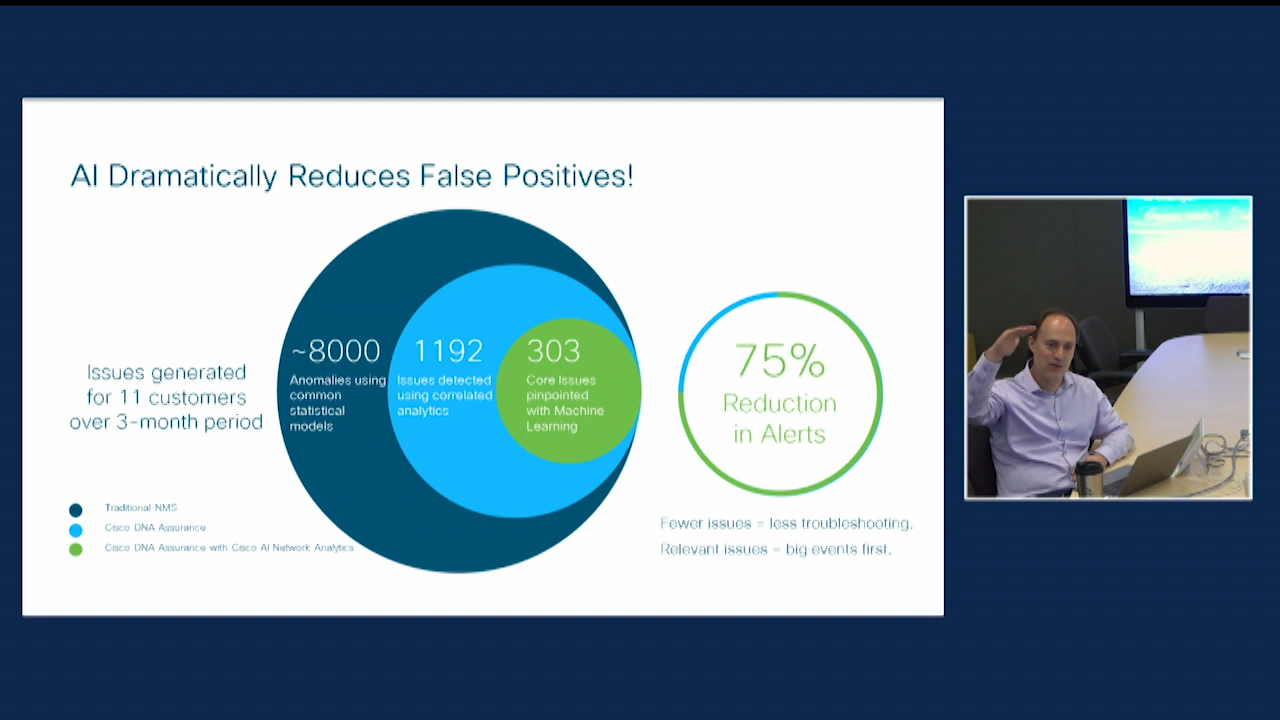 AI Dramatically Reduces False Positives!
Issues generated
for 11 customers
over 3-month period
~8000
Anomalies using
common
statistical
models
1192
Issues detected
using correlated
analytics
303
Core Issues
pinpointed
with Machine
Learning
75%
Reduction
in Alerts
Traditional NMS
Cisco DNA Assurance
Cisco DNA Assurance with Cisco AI Network Analytics
Fewer issues = less troubleshooting.
Relevant issues = big events first.